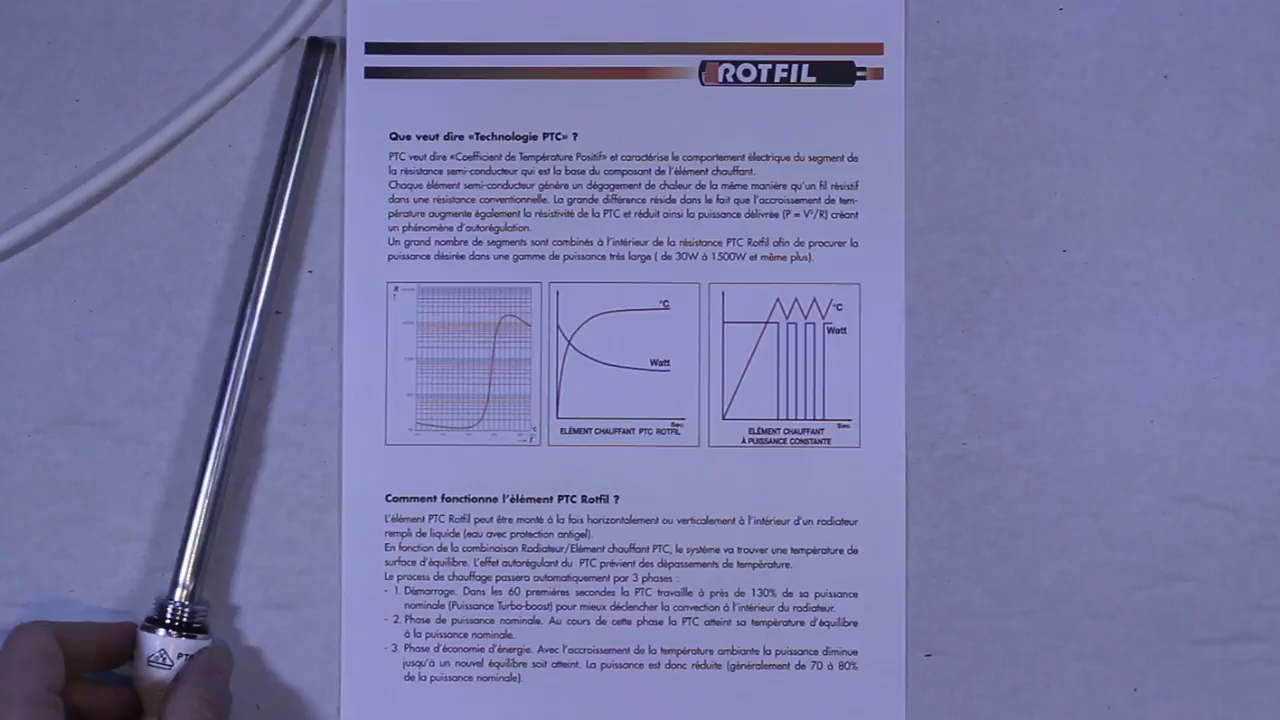 ROTFIL
Que veut dire «Technologie PTC» ?
PTC veut dire «Coefficient de Température Positif» et caractérise le comportement électrique du segment de
la résistance semi-conducteur qui est la base du composant de l'élément chauffant.
Chaque élément semi-conducteur génère un dégagement de chaleur de la même manière qu'un fil résistif
dans une résistance conventionnelle. La grande différence réside dans le fait que l'accroissement de tem-
pérature augmente également la résistivité de la PTC et réduit ainsi la puissance délivrée (P = V²/R) créant
un phénomène d'autorégulation.
Un grand nombre de segments sont combinés à l'intérieur de la résistance PTC Rotfil afin de procurer la
puissance désirée dans une gamme de puissance très large ( de 30W à 1500W et même plus).
°C
Watt
Sec
ELÉMENT CHAUFFANT PTC ROTFIL
°C
Watt
Sec
ELÉMENT CHAUFFANT
À PUISSANCE CONSTANTE
Comment fonctionne l'élément PTC Rotfil ?
L'élément PTC Rotfil peut être monté à la fois horizontalement ou verticalement à l'intérieur d'un radiateur
rempli de liquide (eau avec protection antigel).
En fonction de la combinaison Radiateur/Elément chauffant PTC, le système va trouver une température de
surface d'équilibre. L'effet autorégulant du PTC prévient des dépassements de température.
Le process de chauffage passera automatiquement par 3 phases :
- 1. Démarrage. Dans les 60 premières secondes la PTC travaille à près de 130% de sa puissance
nominale (Puissance Turbo-boost) pour mieux déclencher la convection à l'intérieur du radiateur.
- 2. Phase de puissance nominale. Au cours de cette phase la PTC atteint sa température d'équilibre
à la puissance nominale.
- 3. Phase d'économie d'énergie. Avec l'accroissement de la température ambiante la puissance diminue
jusqu'à un nouvel équilibre soit atteint. La puissance est donc réduite (généralement de 70 à 80%
de la puissance nominale).